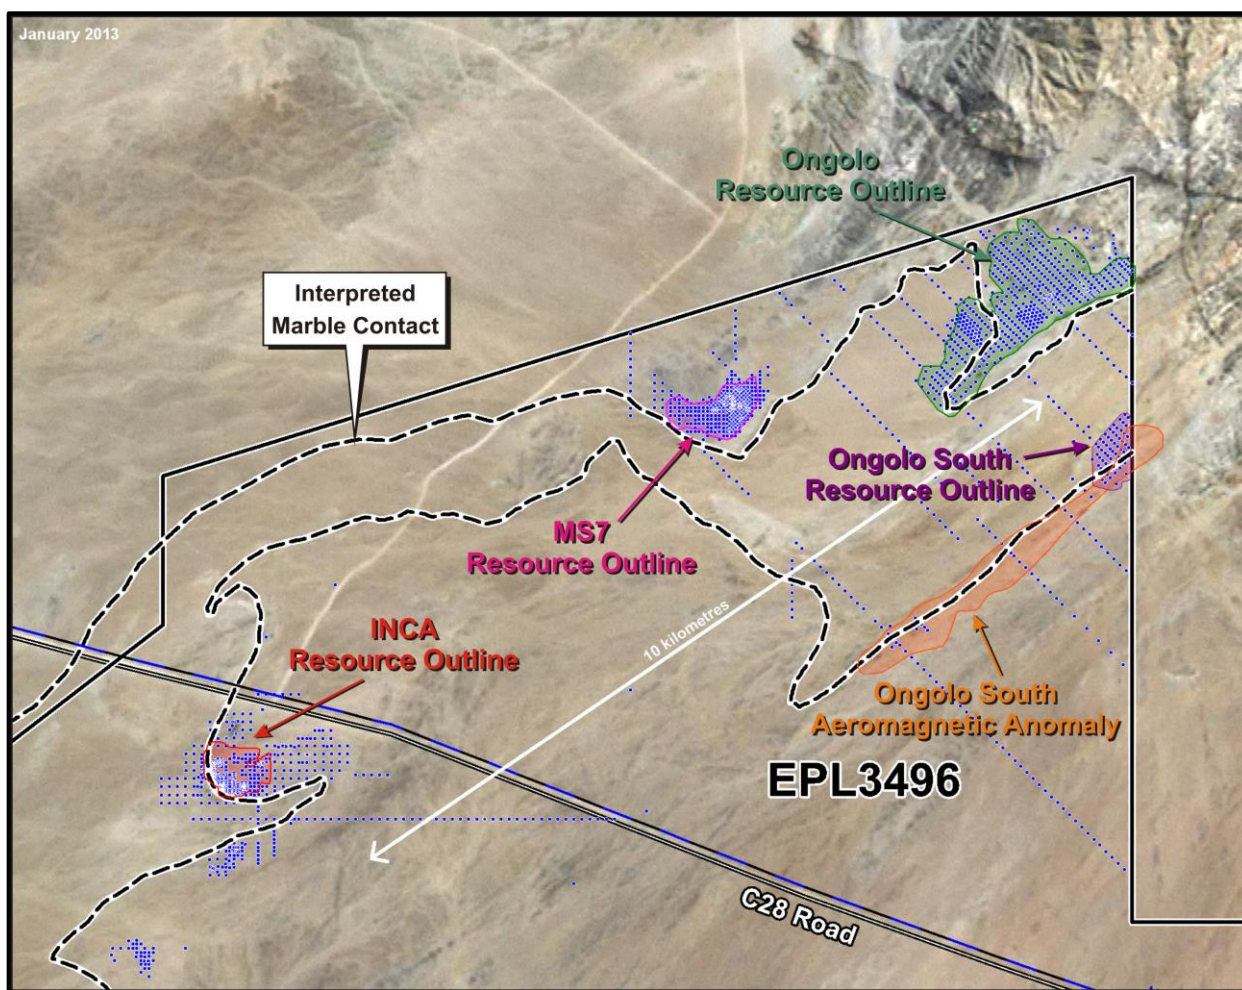 January 2013
Ongolo
Resource Outline
Interpreted
Marble Contact
Ongolo South
Resource Outline
MS7
Resource Outline
10 kilometres
INCA
Resource Outline
Ongolo South
Aeromagnetic Anomaly
EPL3496
C28 Road